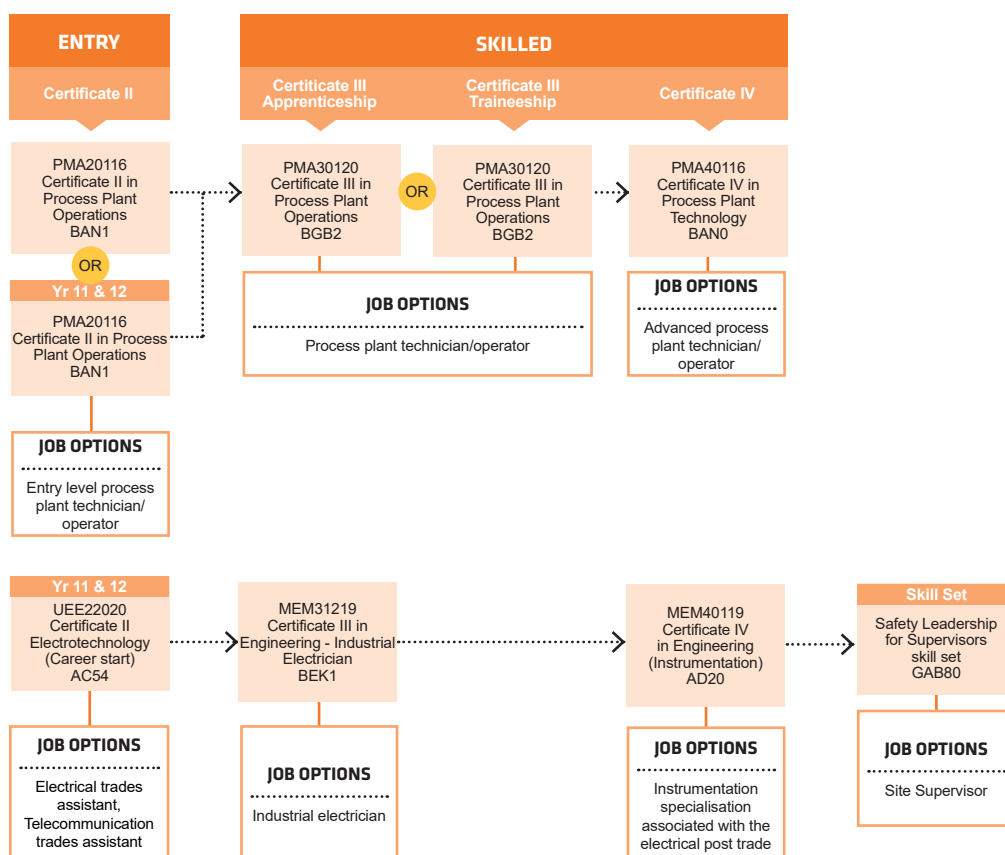 ENTRY
SKILLED
Certificate II
Certiticate III
Apprenticeship
Certificate III
Traineeship
Certificate IV
PMA20116
Certificate II in
Process Plant
Operations
BAN1
PMA30120
Certificate III in
Process Plant
Operations
BGB2
OR
PMA30120
Certificate III in
Process Plant
Operations
BGB2
PMA40116
Certificate IV in
Process Plant
Technology
BAN0
OR
Yr 11 & 12
PMA20116
Certificate II in Process
Plant Operations
BAN1
JOB OPTIONS
Process plant technician/operator
JOB OPTIONS
Advanced process
plant technician/
operator
JOB OPTIONS
Entry level process
plant technician/
operator
Yr 11 & 12
UEE22020
Certificate II
Electrotechnology
(Career start)
AC54
MEM31219
Certificate III in
Engineering - Industrial
Electrician
BEK1
MEM40119
Certificate IV
in Engineering
(Instrumentation)
AD20
Skill Set
Safety Leadership
for Supervisors
skill set
GAB80
JOB OPTIONS
Electrical trades
assistant,
Telecommunication
trades assistant
JOB OPTIONS
Industrial electrician
JOB OPTIONS
Instrumentation
specialisation
associated with the
electrical post trade
JOB OPTIONS
Site Supervisor